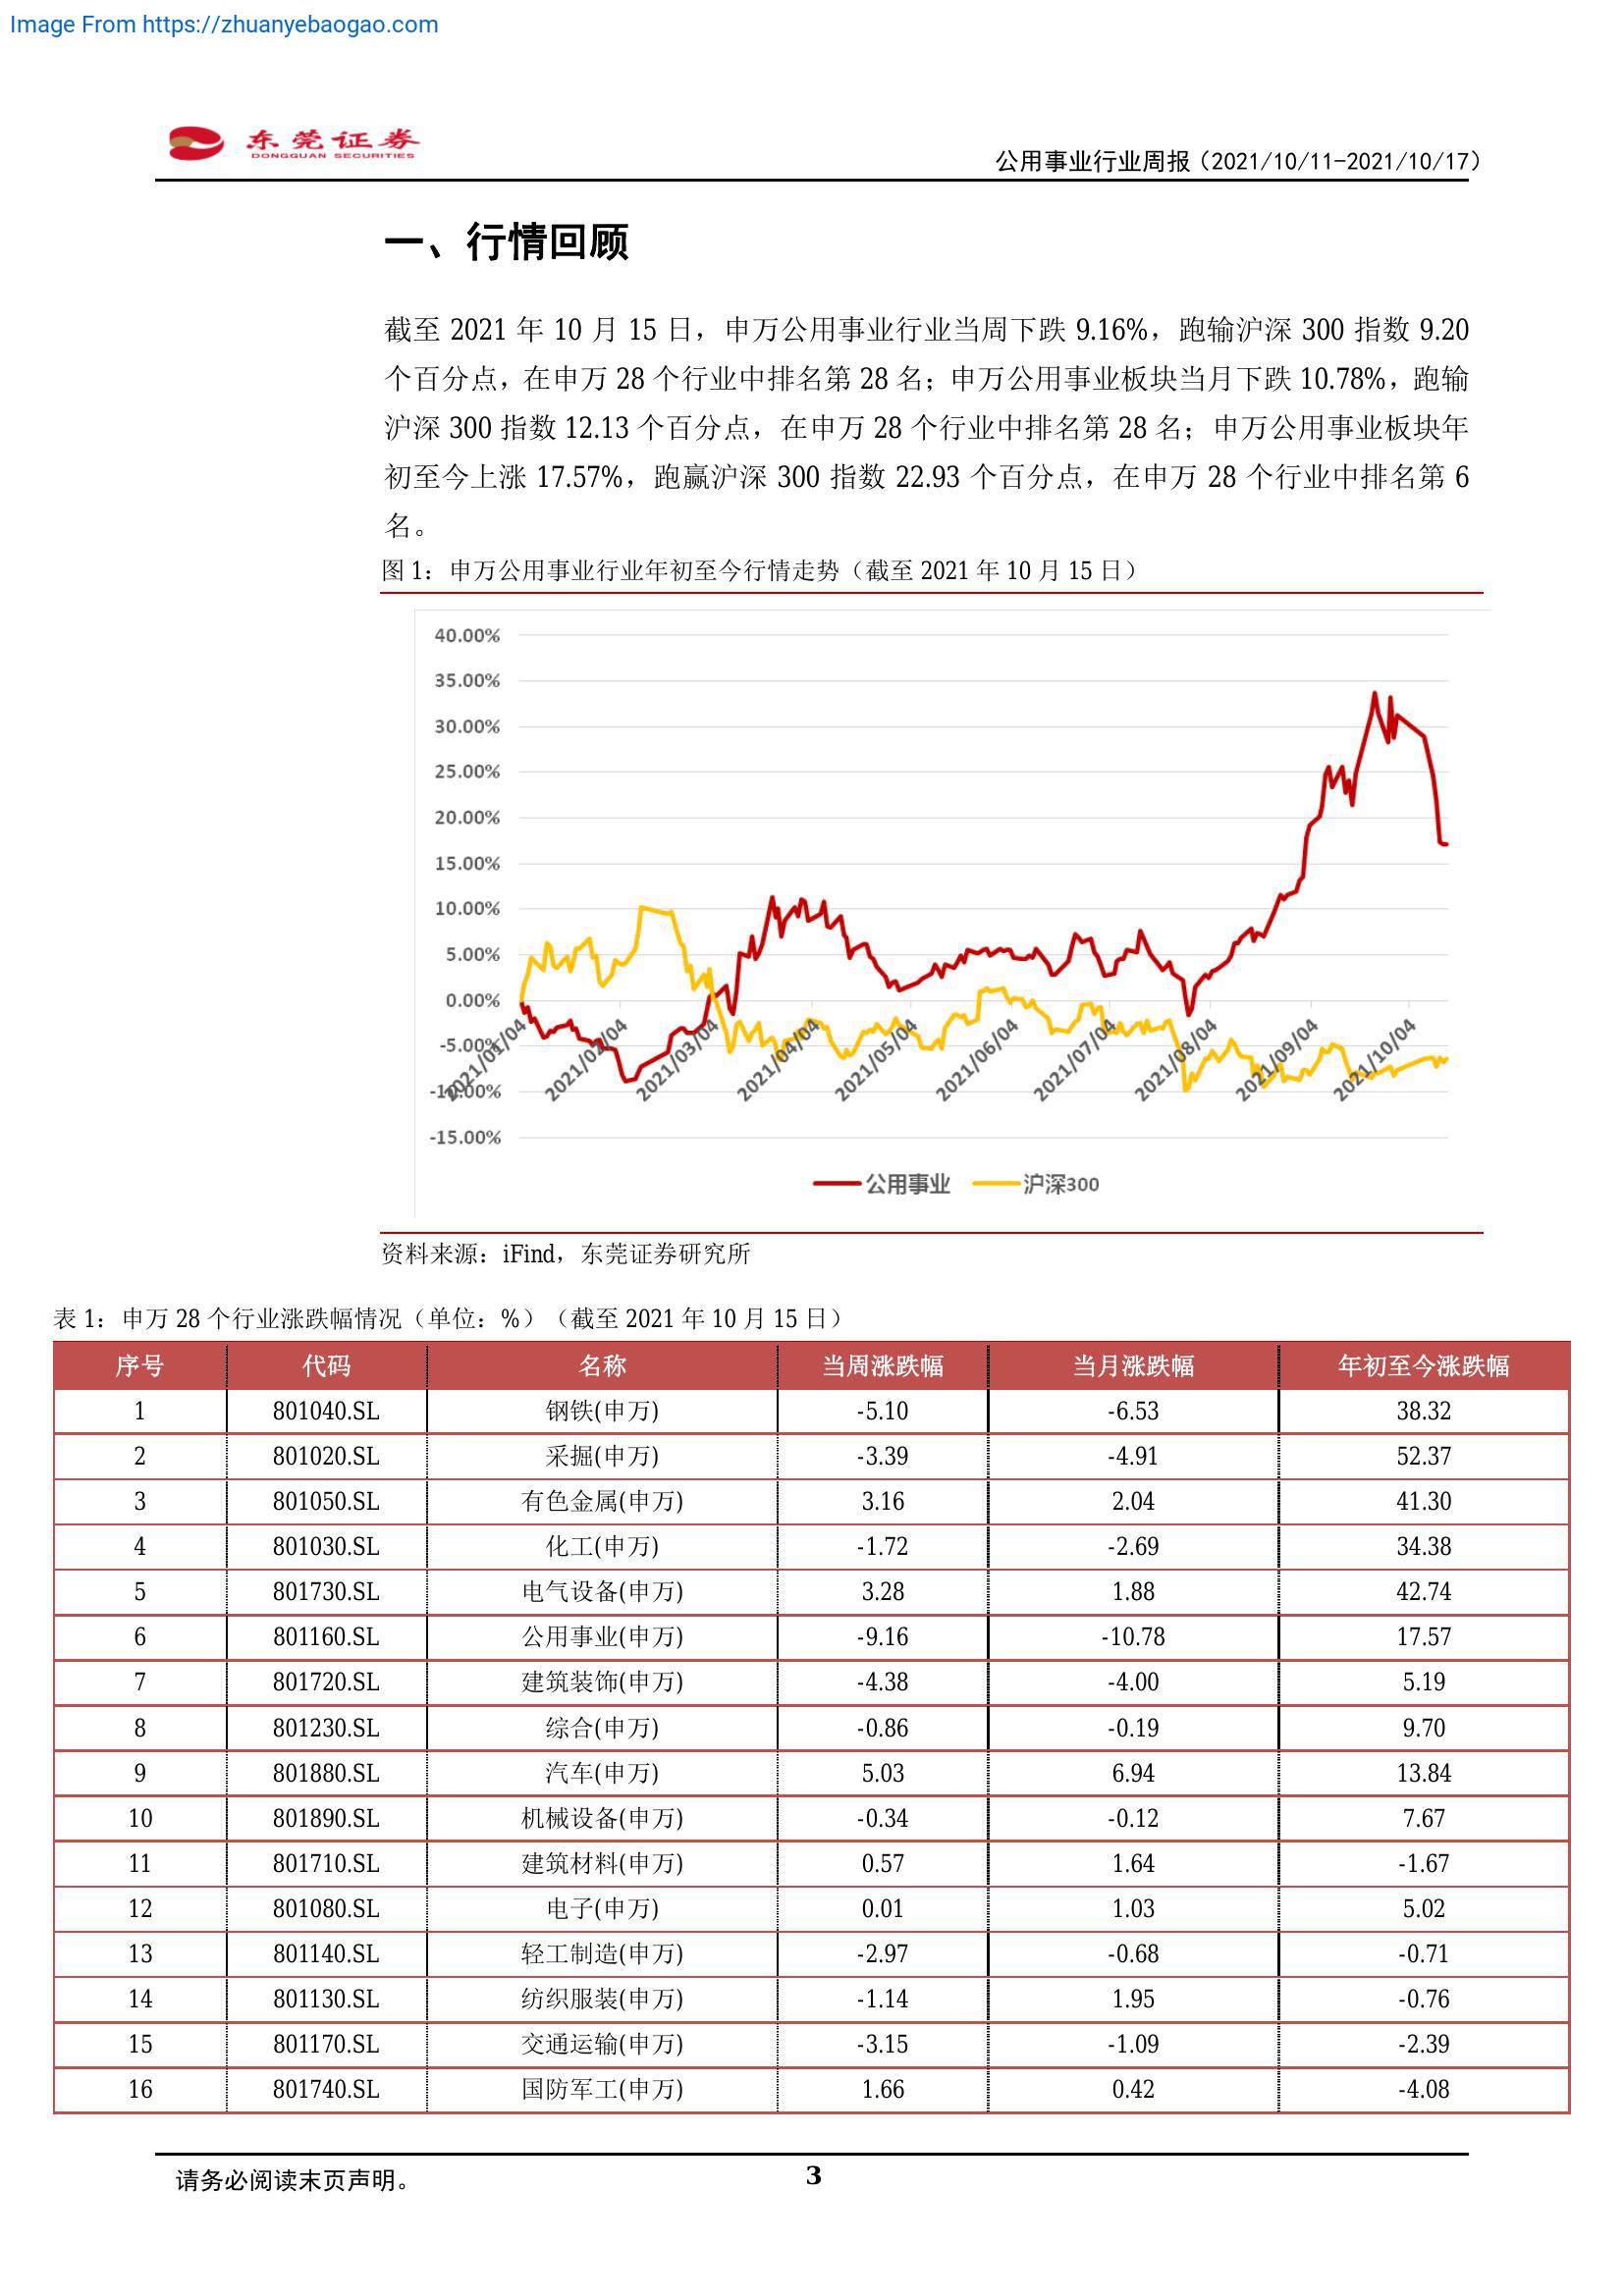 Image From https://zhuanyebaogao.com
东莞证券
DONGGUAN SECURITIES
公用事业行业周报（2021/10/11-2021/10/17）
一、行情回顾
截至 2021 年 10 月 15 日，申万公用事业行业当周下跌 9.16%，跑输沪深 300 指数 9.20
个百分点，在申万 28 个行业中排名第 28 名；申万公用事业板块当月下跌 10.78%，跑输
沪深 300 指数 12.13 个百分点，在申万 28 个行业中排名第 28 名；申万公用事业板块年
初至今上涨 17.57%，跑赢沪深 300 指数 22.93 个百分点，在申万 28 个行业中排名第 6
名。
图 1：申万公用事业行业年初至今行情走势（截至 2021 年 10 月 15 日）
40.00%
35.00%
30.00%
25.00%
20.00%
15.00%
10.00%
5.00%
0.00%
-5.00%
-10.00%
-15.00%
2021/01/04 2021/02/04 2021/03/04 2021/04/04 2021/05/04 2021/06/04 2021/07/04 2021/08/04 2021/09/04 2021/10/04
公用事业 沪深300
资料来源：iFind，东莞证券研究所
表 1：申万 28 个行业涨跌幅情况（单位：%）（截至 2021 年 10 月 15 日）
序号 代码 名称 当周涨跌幅 当月涨跌幅 年初至今涨跌幅
1 801040.SL 钢铁(申万) -5.10 -6.53 38.32
2 801020.SL 采掘(申万) -3.39 -4.91 52.37
3 801050.SL 有色金属(申万) 3.16 2.04 41.30
4 801030.SL 化工(申万) -1.72 -2.69 34.38
5 801730.SL 电气设备(申万) 3.28 1.88 42.74
6 801160.SL 公用事业(申万) -9.16 -10.78 17.57
7 801720.SL 建筑装饰(申万) -4.38 -4.00 5.19
8 801230.SL 综合(申万) -0.86 -0.19 9.70
9 801880.SL 汽车(申万) 5.03 6.94 13.84
10 801890.SL 机械设备(申万) -0.34 -0.12 7.67
11 801710.SL 建筑材料(申万) 0.57 1.64 -1.67
12 801080.SL 电子(申万) 0.01 1.03 5.02
13 801140.SL 轻工制造(申万) -2.97 -0.68 -0.71
14 801130.SL 纺织服装(申万) -1.14 1.95 -0.76
15 801170.SL 交通运输(申万) -3.15 -1.09 -2.39
16 801740.SL 国防军工(申万) 1.66 0.42 -4.08
请务必阅读末页声明。
3